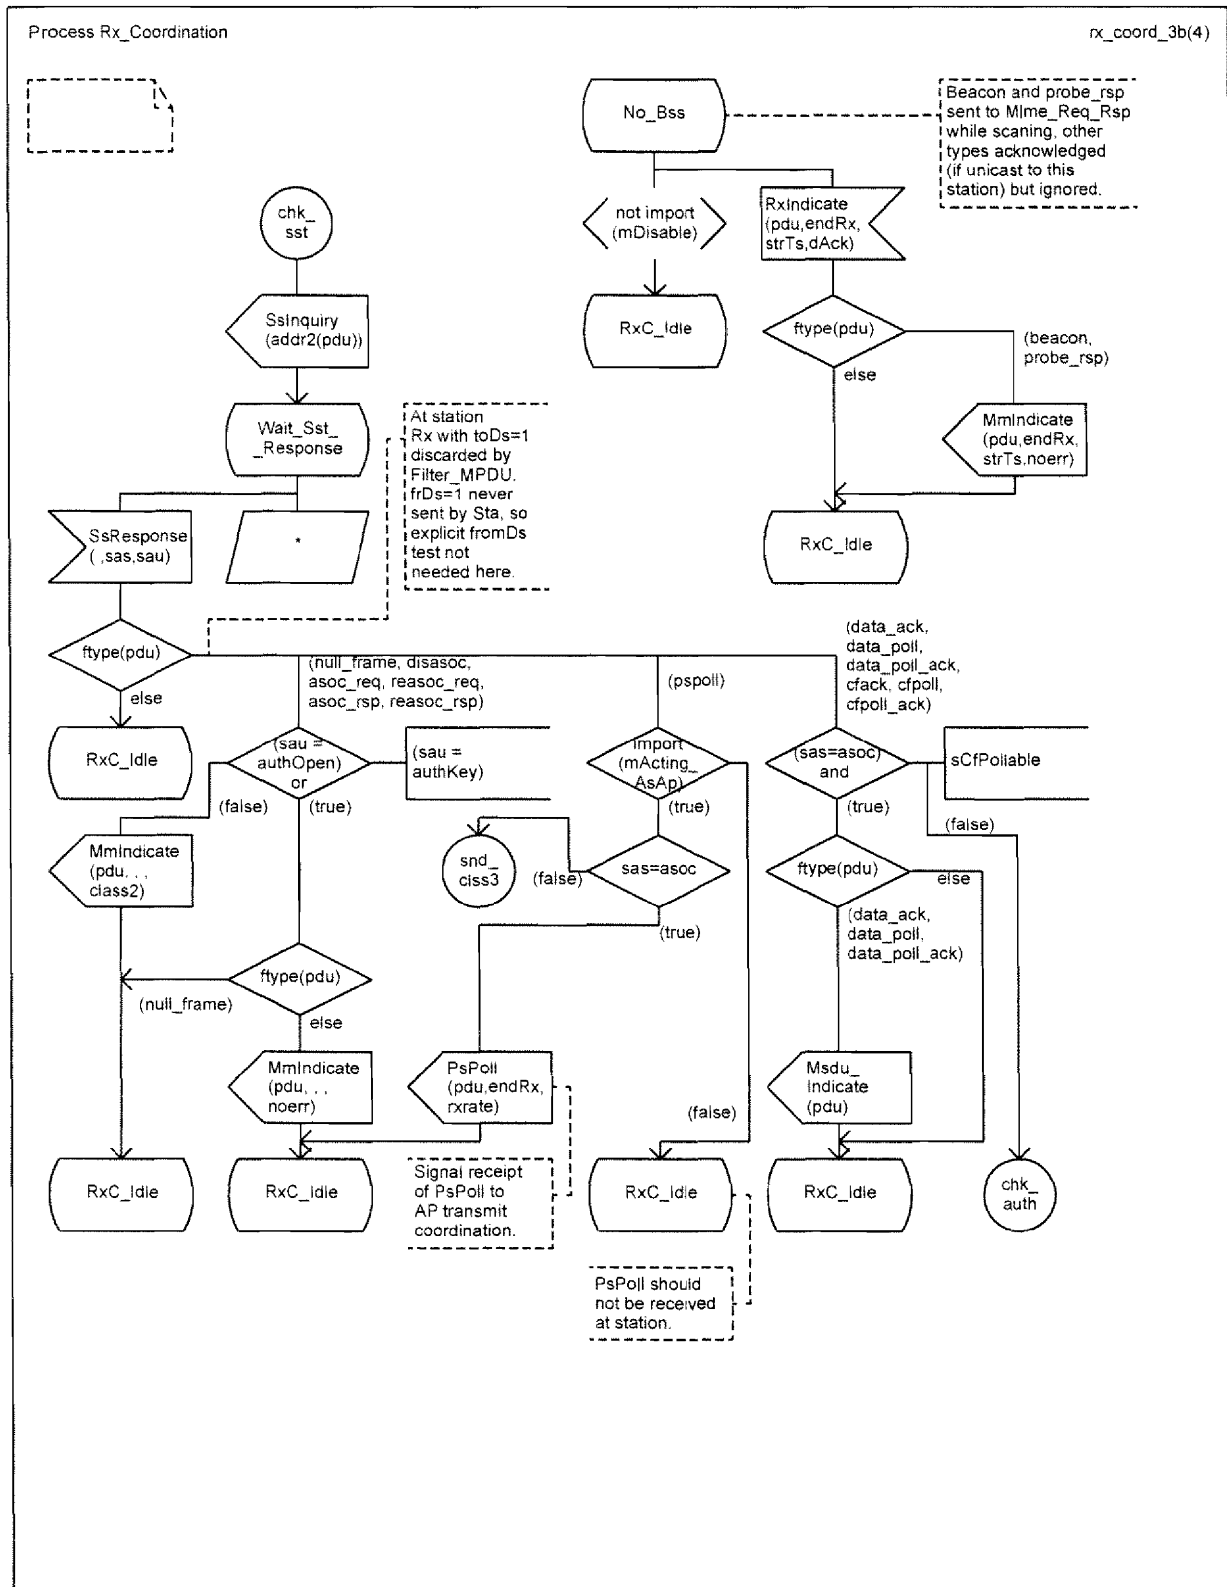 Process Rx_Coordination
rx_coord_3b(4)
No_Bss
Beacon and probe_rsp
sent to Mlme_Req_Rsp
while scaning, other
types acknowledged
(if unicast to this
station) but ignored.
chk_
sst
not import
(mDisable)
RxIndicate
(pdu,endRx,
strTs,dAck)
SsInquiry
(addr2(pdu))
RxC_Idle
ftype(pdu)
(beacon,
probe_rsp)
else
Wait_Sst_
_Response
At station
Rx with toDs=1
discarded by
Filter_MPDU.
frDs=1 never
sent by Sta, so
explicit fromDs
test not
needed here.
MmIndicate
(pdu,endRx,
strTs,noerr)
SsResponse
( ,sas,sau)
*
RxC_Idle
ftype(pdu)
else
(null_frame, disasoc,
asoc_req, reasoc_req,
asoc_rsp, reasoc_rsp)
(pspoll)
(data_ack,
data_poll,
data_poll_ack,
cfack, cfpoll,
cfpoll_ack)
RxC_Idle
(sau =
authOpen)
or
(sau =
authKey)
import
(mActing_
AsAp)
(sas=asoc)
and
sCfPollable
(false)
(true)
(true)
(true)
(false)
MmIndicate
(pdu, , ,
class2)
snd_
clss3
(false)
sas=asoc
ftype(pdu)
else
(true)
(data_ack,
data_poll,
data_poll_ack)
ftype(pdu)
(null_frame)
else
MmIndicate
(pdu, , ,
noerr)
PsPoll
(pdu,endRx,
rxrate)
(false)
Msdu_
_Indicate
(pdu)
RxC_Idle
RxC_Idle
Signal receipt
of PsPoll to
AP transmit
coordination.
RxC_Idle
RxC_Idle
chk_
auth
PsPoll should
not be received
at station.